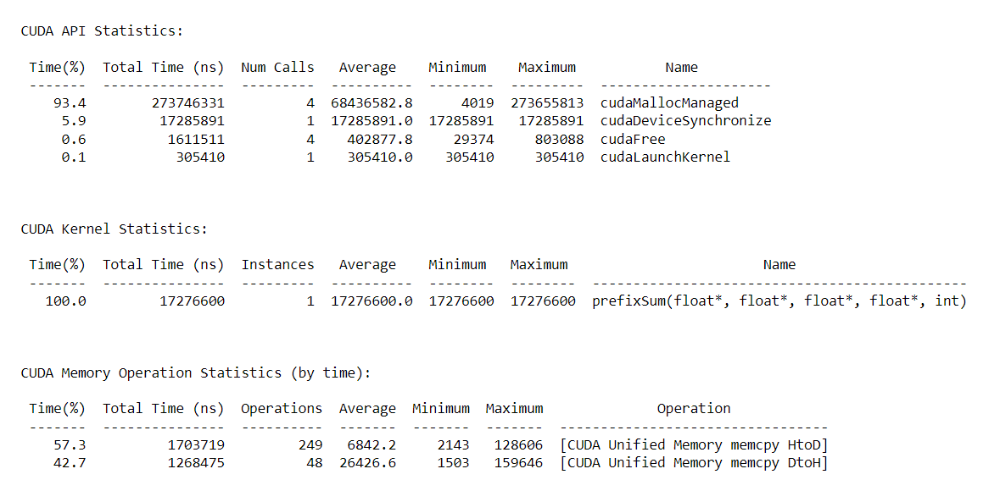 CUDA API Statistics:
Time(%)  Total Time (ns)  Num Calls   Average    Minimum    Maximum           Name
-------  ---------------  ---------  ----------  --------  ---------  ---------------------
   93.4        273746331          4  68436582.8      4019  273655813  cudaMallocManaged
    5.9         17285891          1  17285891.0  17285891   17285891  cudaDeviceSynchronize
    0.6          1611511          4    402877.8     29374     803088  cudaFree
    0.1           305410          1    305410.0    305410     305410  cudaLaunchKernel
CUDA Kernel Statistics:
Time(%)  Total Time (ns)  Instances   Average    Minimum   Maximum                        Name
-------  ---------------  ---------  ----------  --------  --------  ----------------------------------------------
  100.0         17276600          1  17276600.0  17276600  17276600  prefixSum(float*, float*, float*, float*, int)
CUDA Memory Operation Statistics (by time):
Time(%)  Total Time (ns)  Operations  Average  Minimum  Maximum              Operation
-------  ---------------  ----------  -------  -------  -------  ---------------------------------
   57.3          1703719         249   6842.2     2143   128606  [CUDA Unified Memory memcpy HtoD]
   42.7          1268475          48  26426.6     1503   159646  [CUDA Unified Memory memcpy DtoH]